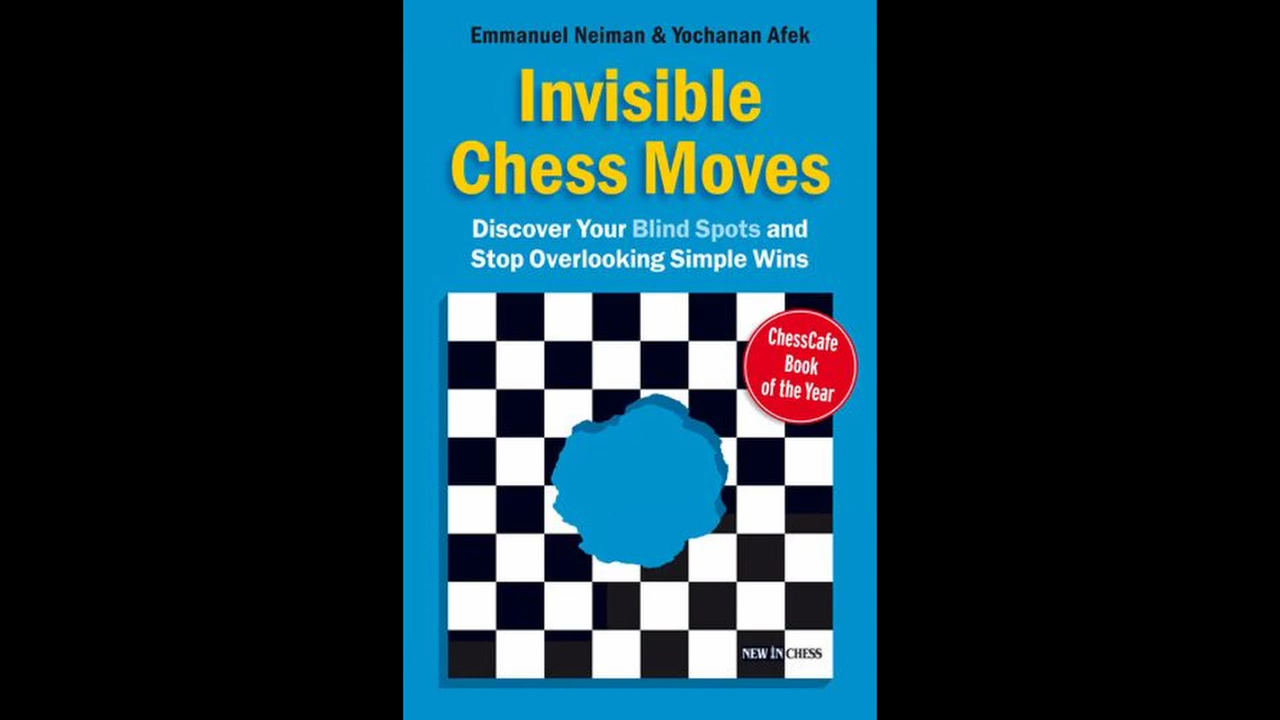 Emmanuel Neiman & Yochanan Afek
Invisible
Chess Moves
Discover Your Blind Spots and
Stop Overlooking Simple Wins
ChessCafe
Book
of the Year
NEW IN CHESS